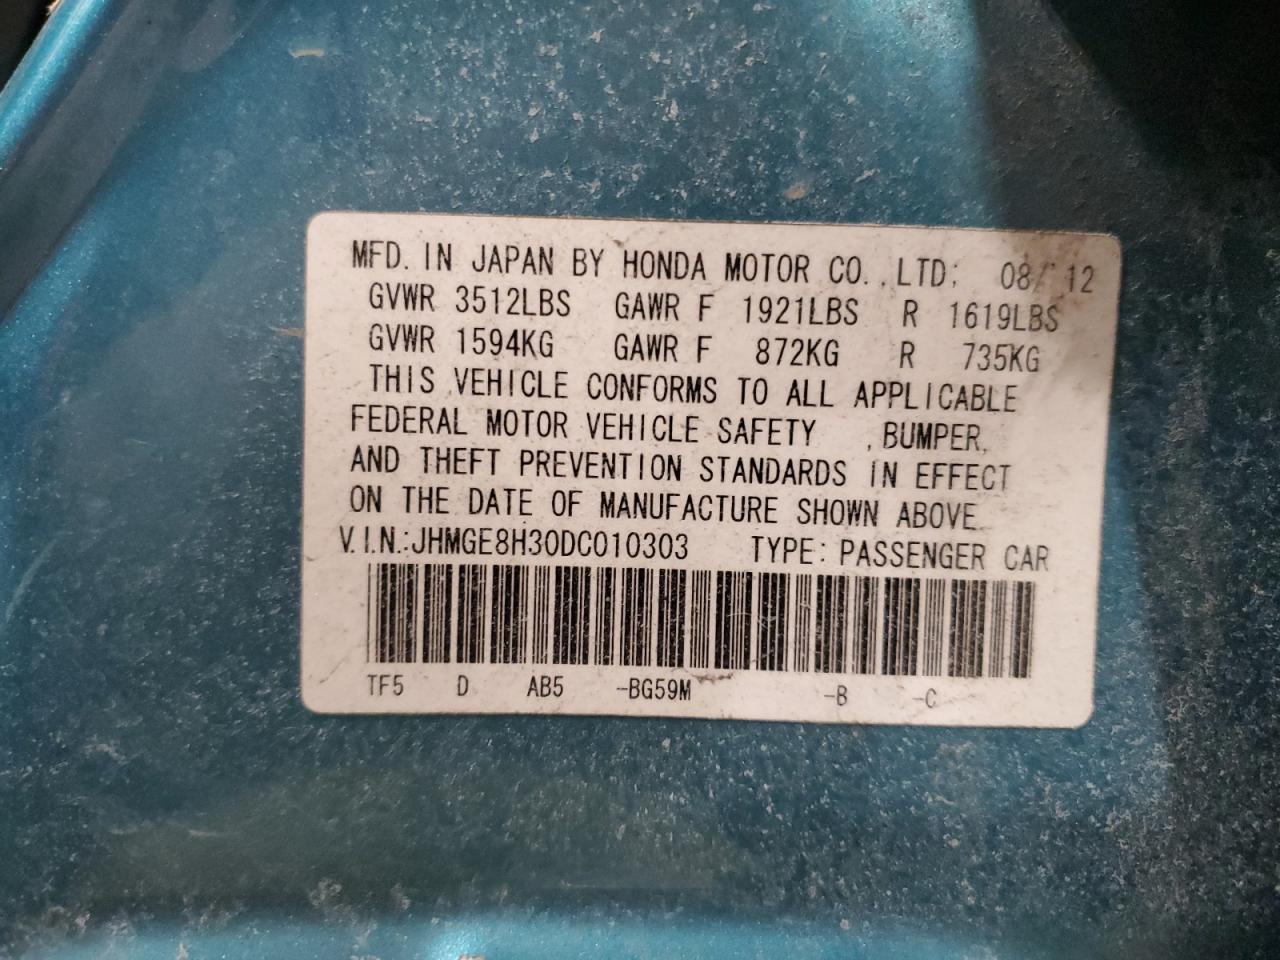 MFD. IN JAPAN BY HONDA MOTOR CO., LTD; 08/12
GVWR 3512LBS GAWR F 1921LBS R 1619LBS
GVWR 1594KG GAWR F 872KG R 735KG
THIS VEHICLE CONFORMS TO ALL APPLICABLE
FEDERAL MOTOR VEHICLE SAFETY , BUMPER,
AND THEFT PREVENTION STANDARDS IN EFFECT
ON THE DATE OF MANUFACTURE SHOWN ABOVE.
V.I.N.:JHMGE8H30DC010303 TYPE: PASSENGER CAR
TF5 D AB5 -BG59M -B -C